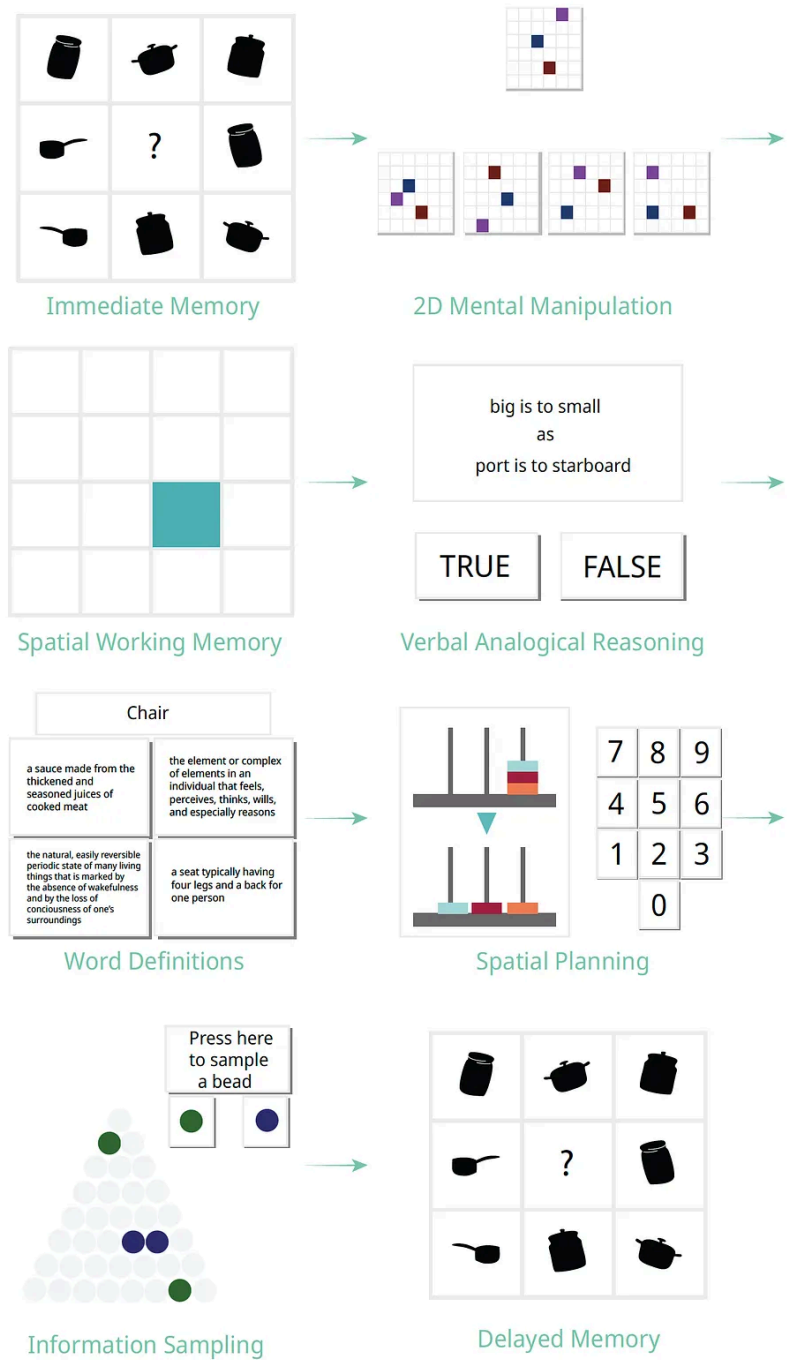 ?
Immediate Memory
2D Mental Manipulation
Spatial Working Memory
big is to small
as
port is to starboard
TRUE
FALSE
Verbal Analogical Reasoning
Chair
a sauce made from the
thickened and
seasoned juices of
cooked meat
the element or complex
of elements in an
individual that feels,
perceives, thinks, wills,
and especially reasons
the natural, easily reversible
periodic state of many living
things that is marked by
the absence of wakefulness
and by the loss of
conciousness of one's
surroundings
a seat typically having
four legs and a back for
one person
Word Definitions
7 8 9
4 5 6
1 2 3
0
Spatial Planning
Press here
to sample
a bead
Information Sampling
?
Delayed Memory